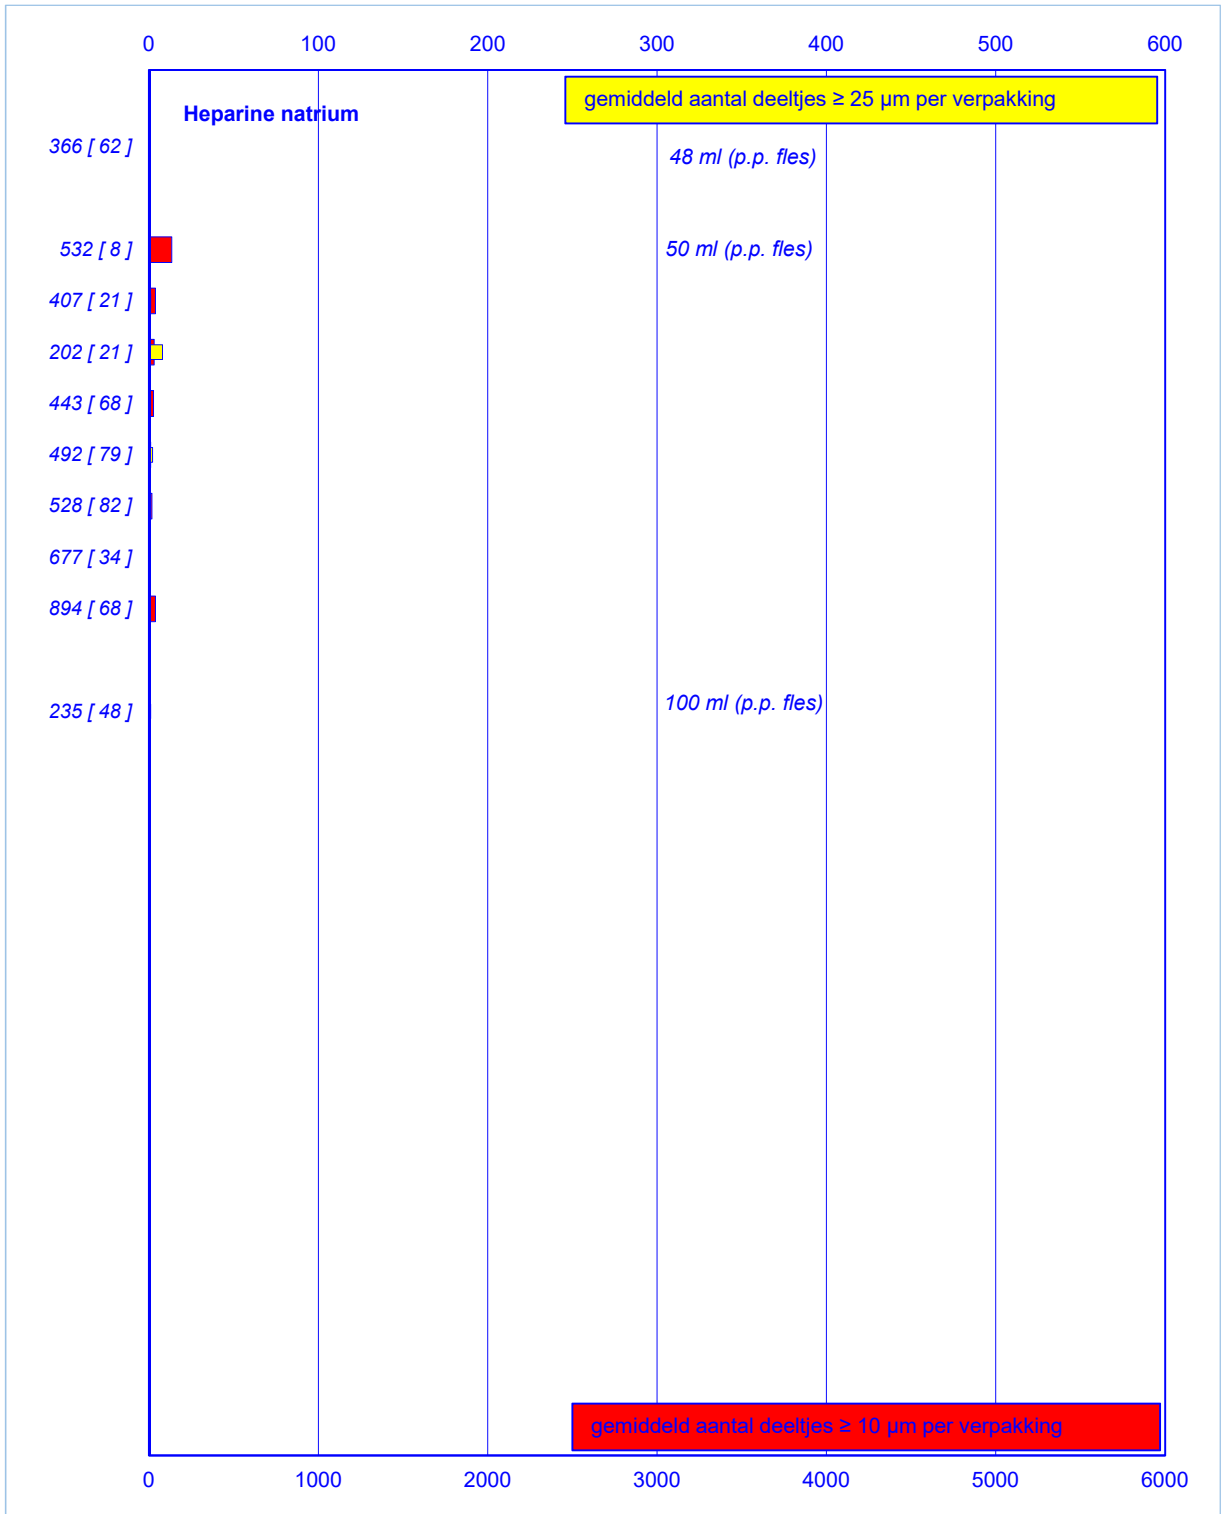 0 100 200 300 400 500 600
gemiddeld aantal deeltjes ≥ 25 µm per verpakking
Heparine natrium
366 [ 62 ] 48 ml (p.p. fles)
532 [ 8 ] 50 ml (p.p. fles)
407 [ 21 ]
202 [ 21 ]
443 [ 68 ]
492 [ 79 ]
528 [ 82 ]
677 [ 34 ]
894 [ 68 ]
235 [ 48 ] 100 ml (p.p. fles)
gemiddeld aantal deeltjes ≥ 10 µm per verpakking
0 1000 2000 3000 4000 5000 6000